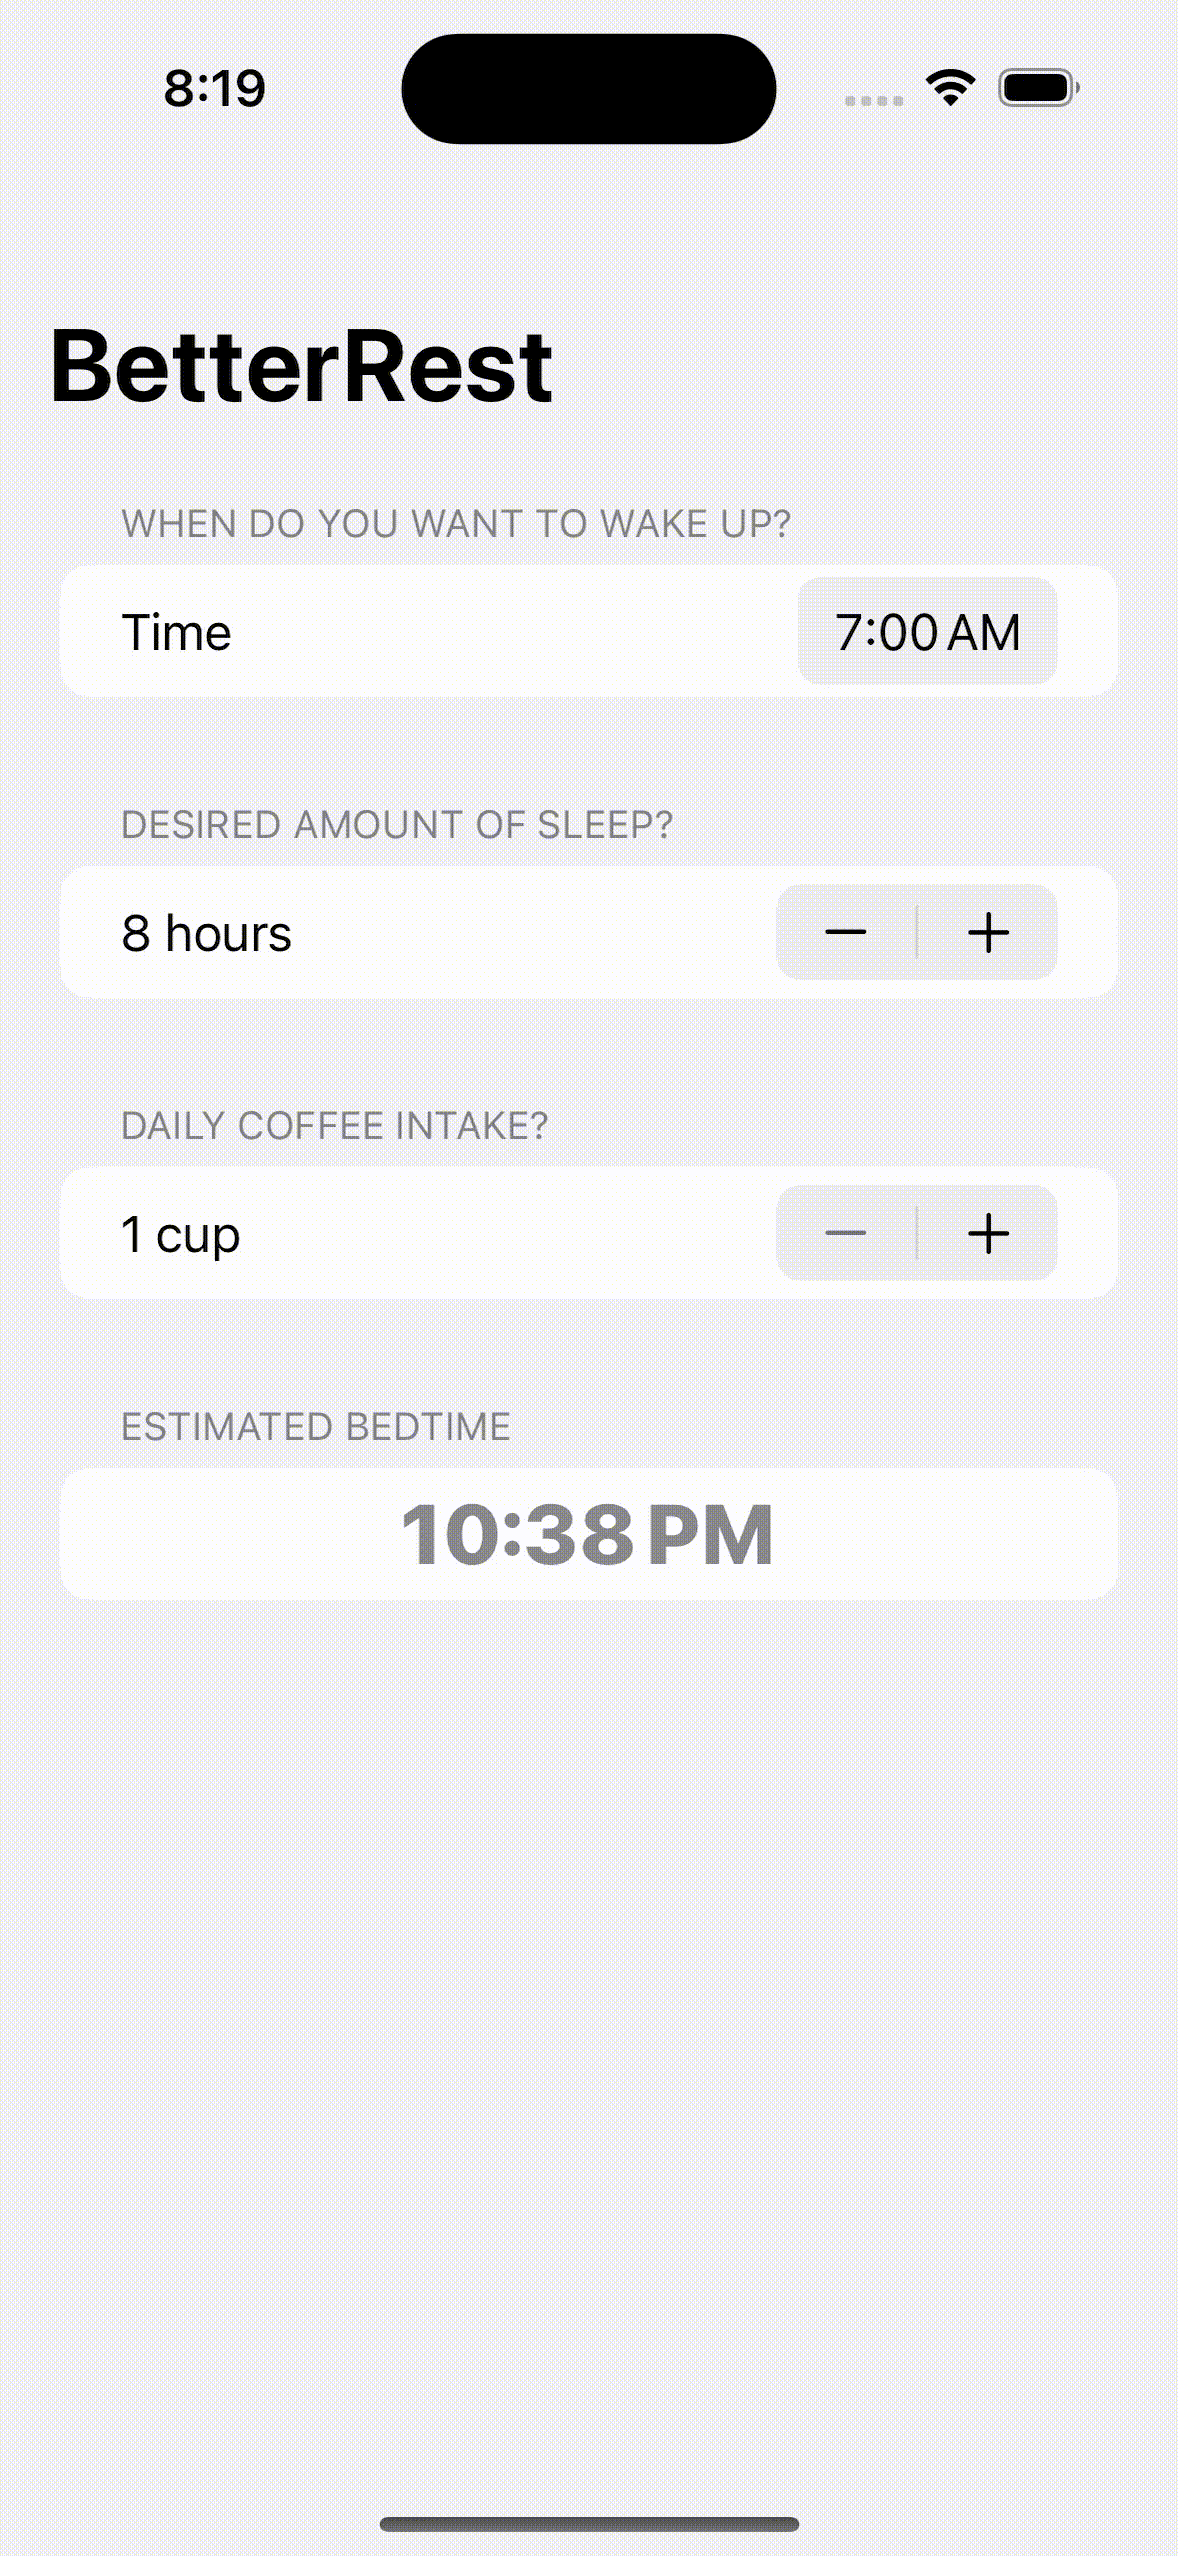 8:19
BetterRest
WHEN DO YOU WANT TO WAKE UP?
Time 7:00 AM
DESIRED AMOUNT OF SLEEP?
8 hours
DAILY COFFEE INTAKE?
1 cup
ESTIMATED BEDTIME
10:38 PM